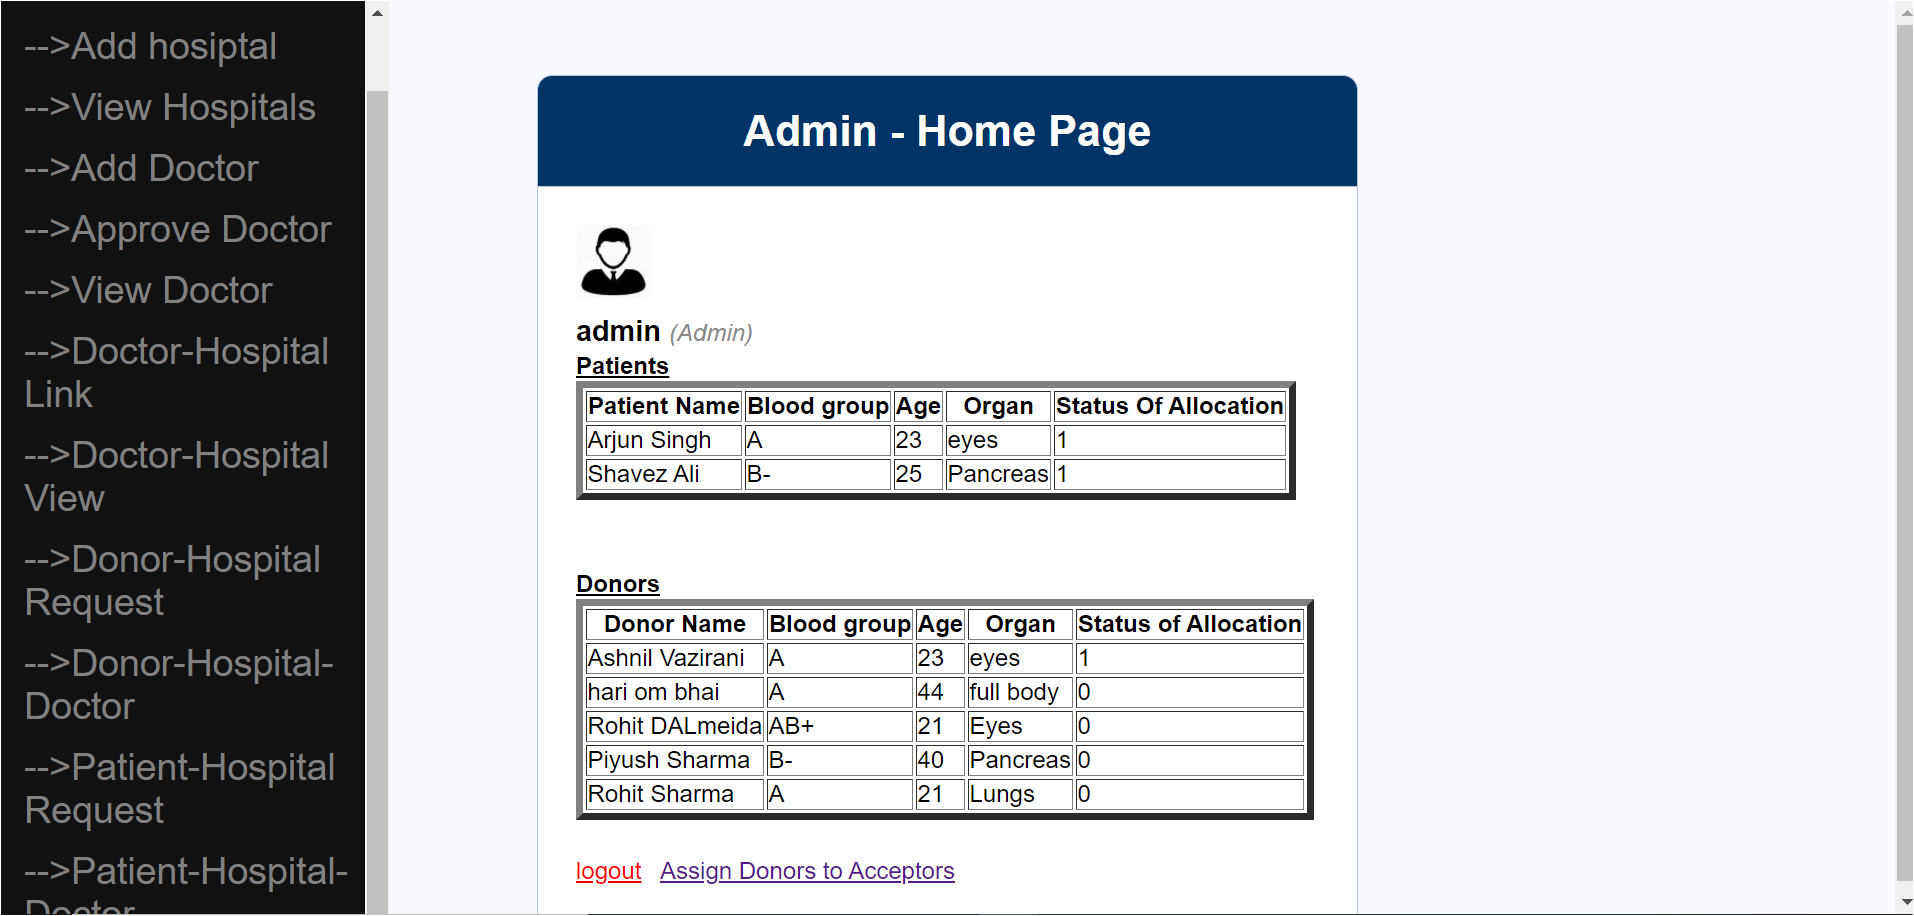 -->Add hosiptal
-->View Hospitals
-->Add Doctor
-->Approve Doctor
-->View Doctor
-->Doctor-Hospital
Link
-->Doctor-Hospital
View
-->Donor-Hospital
Request
-->Donor-Hospital-
Doctor
-->Patient-Hospital
Request
-->Patient-Hospital-
Doctor
Admin - Home Page
admin (Admin)
Patients
Patient Name Blood group Age Organ Status Of Allocation
Arjun Singh A 23 eyes 1
Shavez Ali B- 25 Pancreas 1
Donors
Donor Name Blood group Age Organ Status of Allocation
Ashnil Vazirani A 23 eyes 1
hari om bhai A 44 full body 0
Rohit DALmeida AB+ 21 Eyes 0
Piyush Sharma B- 40 Pancreas 0
Rohit Sharma A 21 Lungs 0
logout Assign Donors to Acceptors